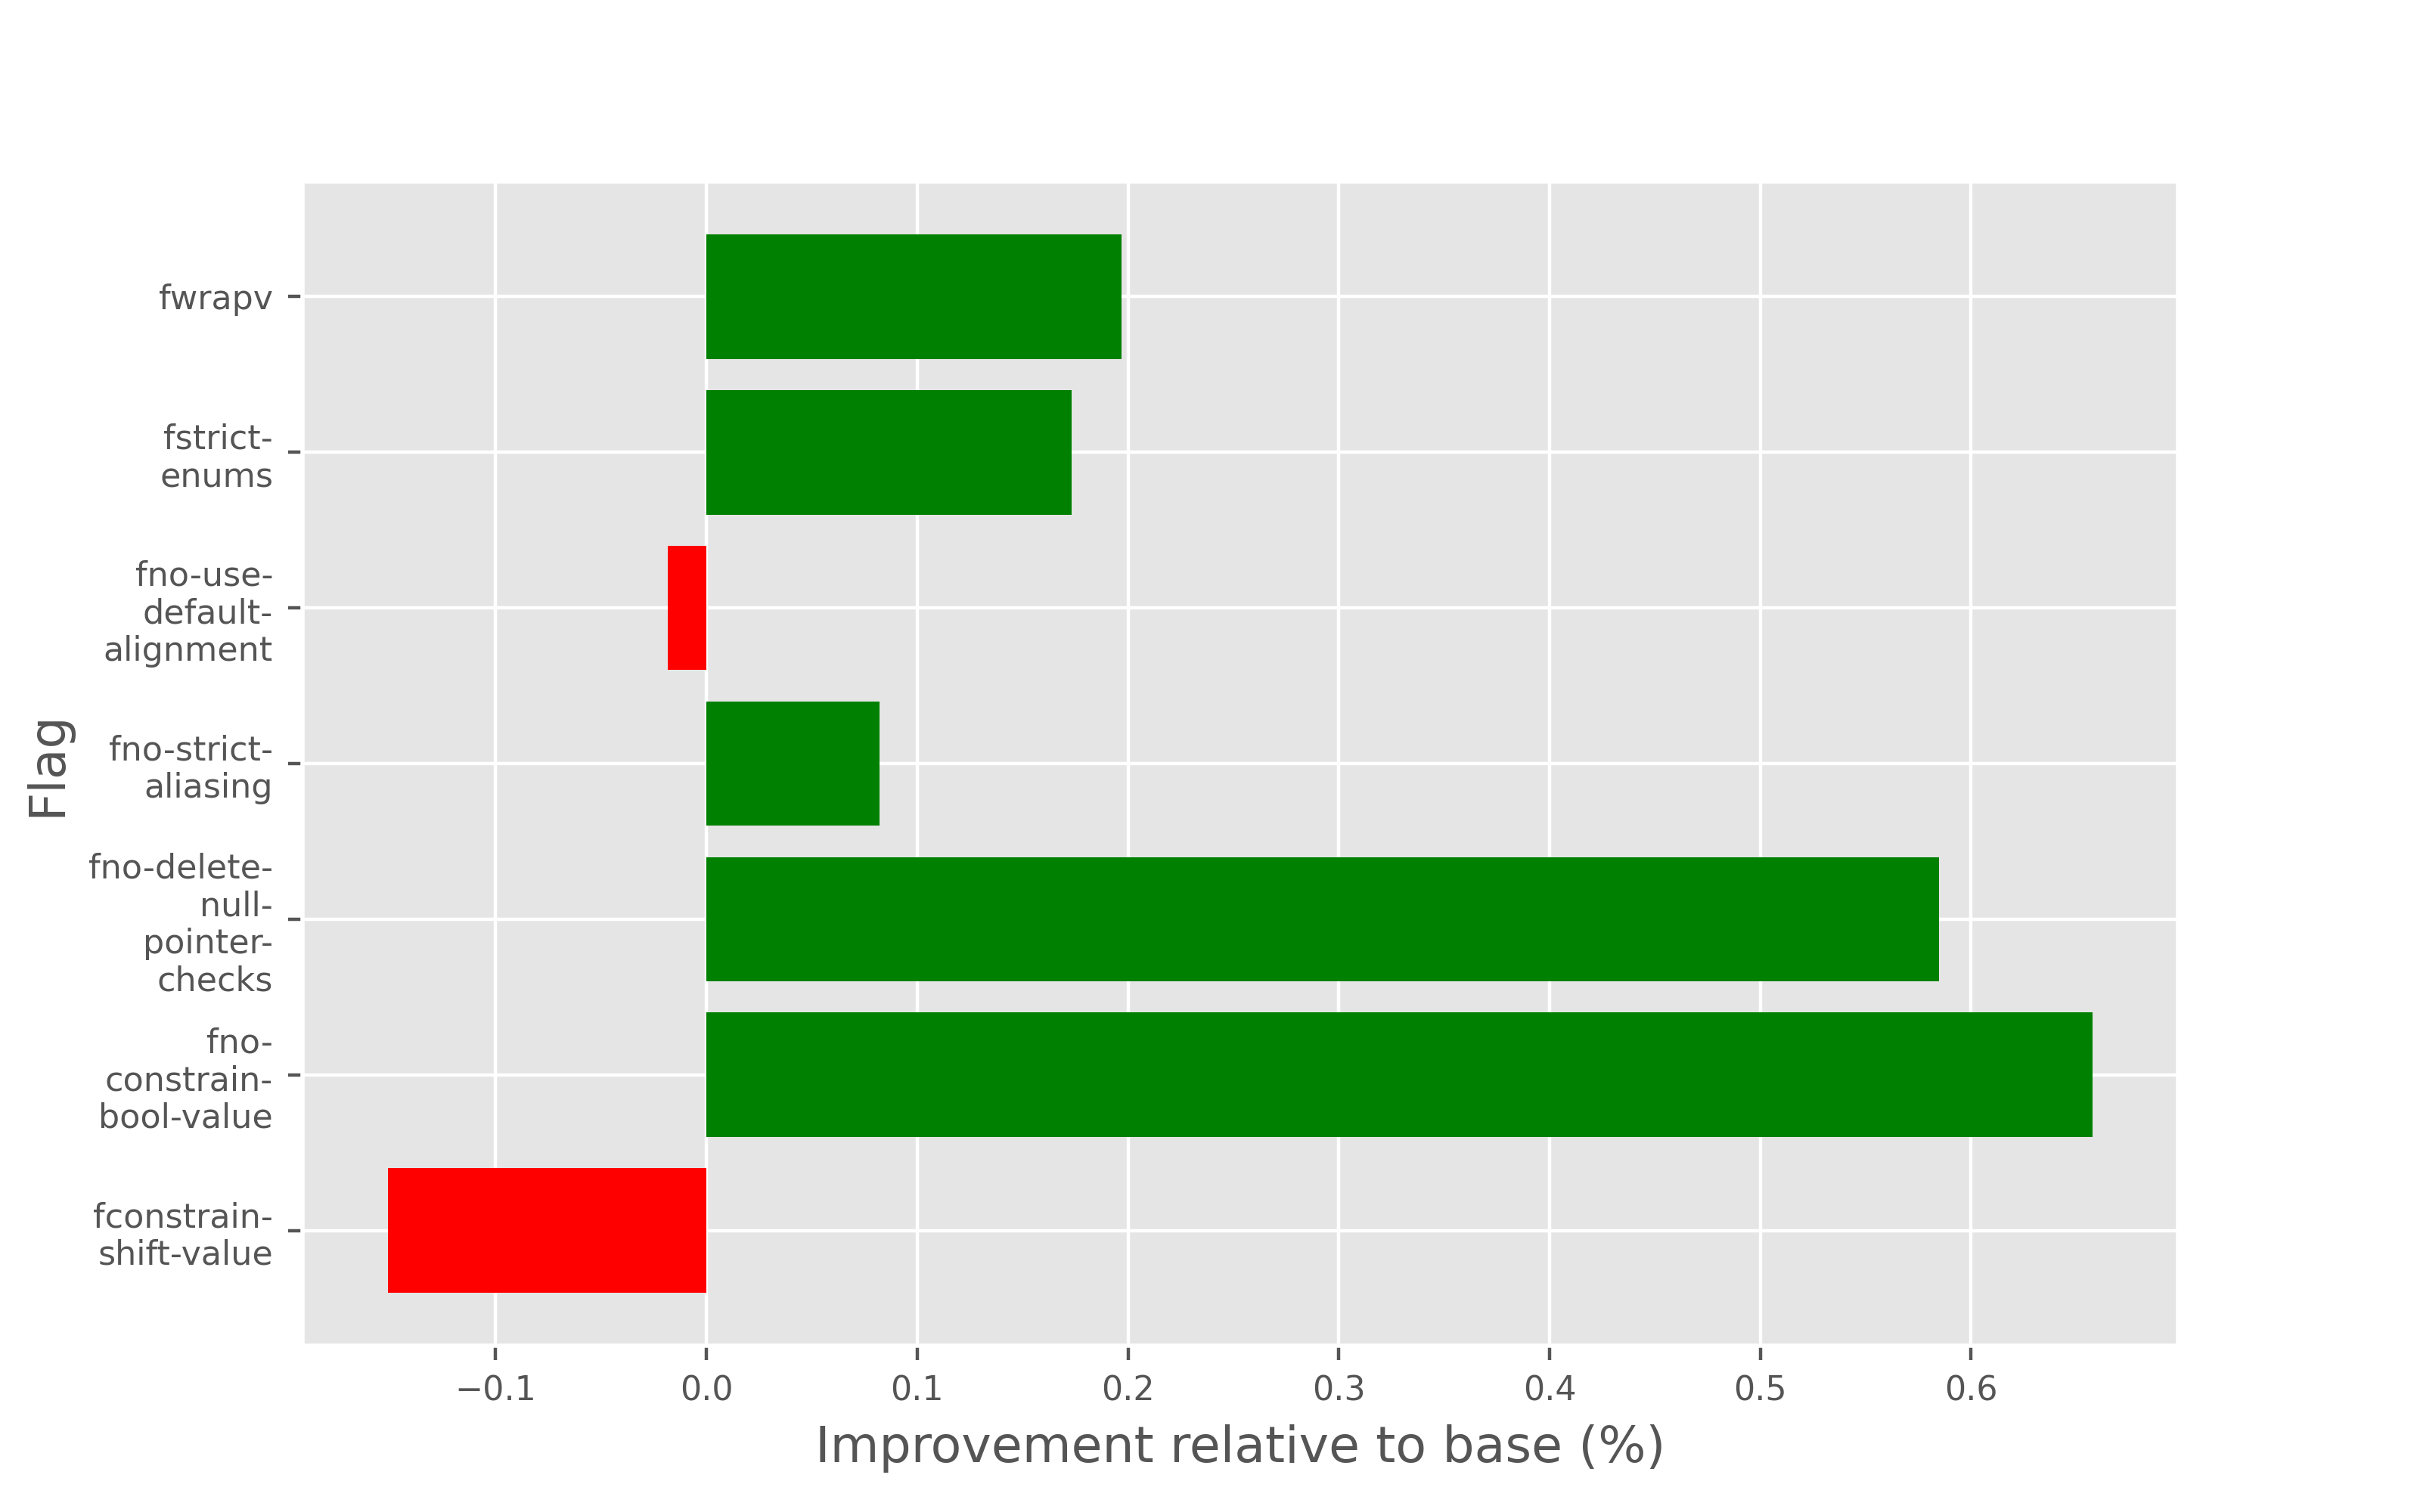 fwrapv
fstrict-
enums
fno-use-
default-
alignment
fno-strict-
aliasing
fno-delete-
null-
pointer-
checks
fno-
constrain-
bool-value
fconstrain-
shift-value
Flag
−0.1 0.0 0.1 0.2 0.3 0.4 0.5 0.6
Improvement relative to base (%)